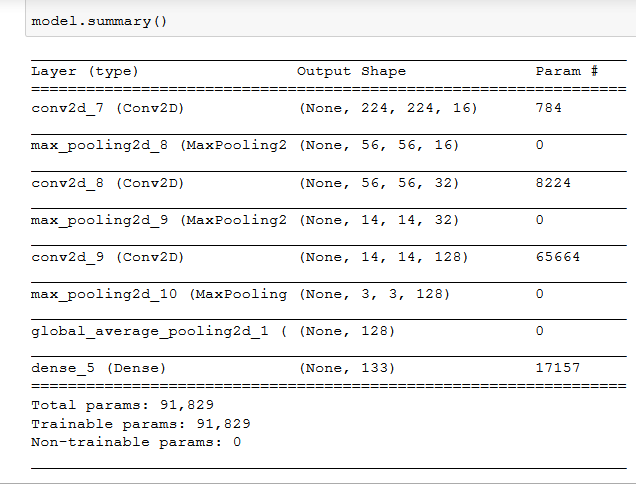 model.summary()
Layer (type) Output Shape Param #
=================================================================
conv2d_7 (Conv2D) (None, 224, 224, 16) 784
max_pooling2d_8 (MaxPooling2 (None, 56, 56, 16) 0
conv2d_8 (Conv2D) (None, 56, 56, 32) 8224
max_pooling2d_9 (MaxPooling2 (None, 14, 14, 32) 0
conv2d_9 (Conv2D) (None, 14, 14, 128) 65664
max_pooling2d_10 (MaxPooling (None, 3, 3, 128) 0
global_average_pooling2d_1 ( (None, 128) 0
dense_5 (Dense) (None, 133) 17157
=================================================================
Total params: 91,829
Trainable params: 91,829
Non-trainable params: 0